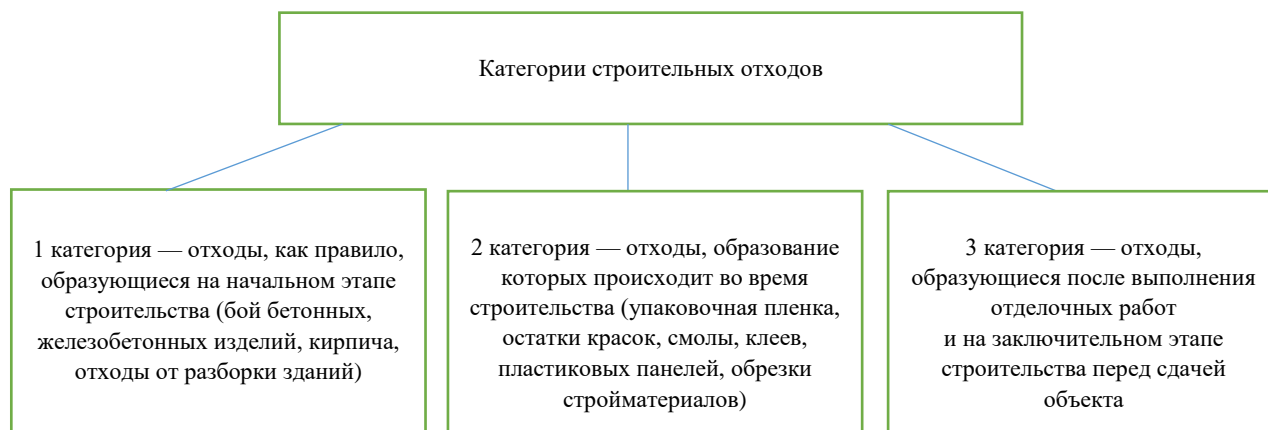 Категории строительных отходов
1 категория — отходы, как правило,
образующиеся на начальном этапе
строительства (бой бетонных,
железобетонных изделий, кирпича,
отходы от разборки зданий)
2 категория — отходы, образование
которых происходит во время
строительства (упаковочная пленка,
остатки красок, смолы, клеев,
пластиковых панелей, обрезки
стройматериалов)
3 категория — отходы,
образующиеся после выполнения
отделочных работ
и на заключительном этапе
строительства перед сдачей
объекта